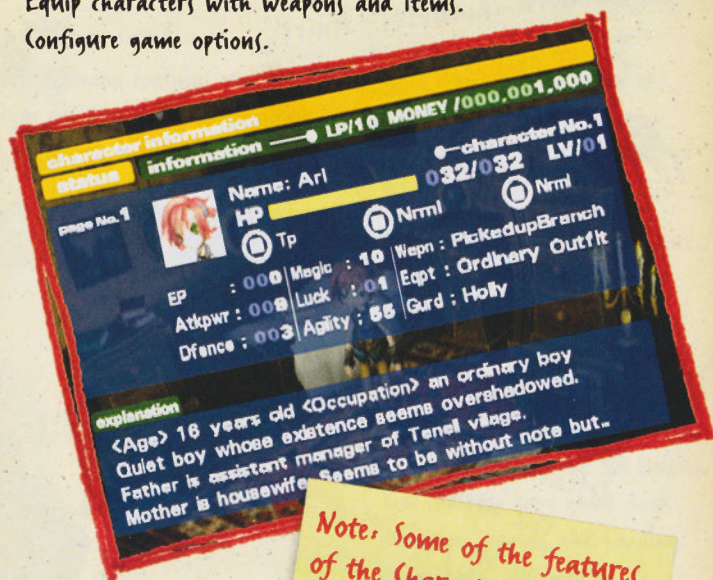 Equip characters with weapons and items.
Configure game options.
character information
status
information LP/10 MONEY/000,001,000
page No.1
character No.1
Name: Arl
HP 032/032 LV/01
Tp Nrml Nrml
EP : 000 Magic : 10 Wepn : PickedupBranch
Atkpwr : 008 Luck : 01 Eqpt : Ordinary Outfit
Dfence : 003 Agility : 55 Gurd : Holly
explanation
<Age> 16 years old <Occupation> an ordinary boy
Quiet boy whose existence seems overshadowed.
Father is assistant manager of Tenel village.
Mother is housewife. Seems to be without note but...
Note: Some of the features
of the